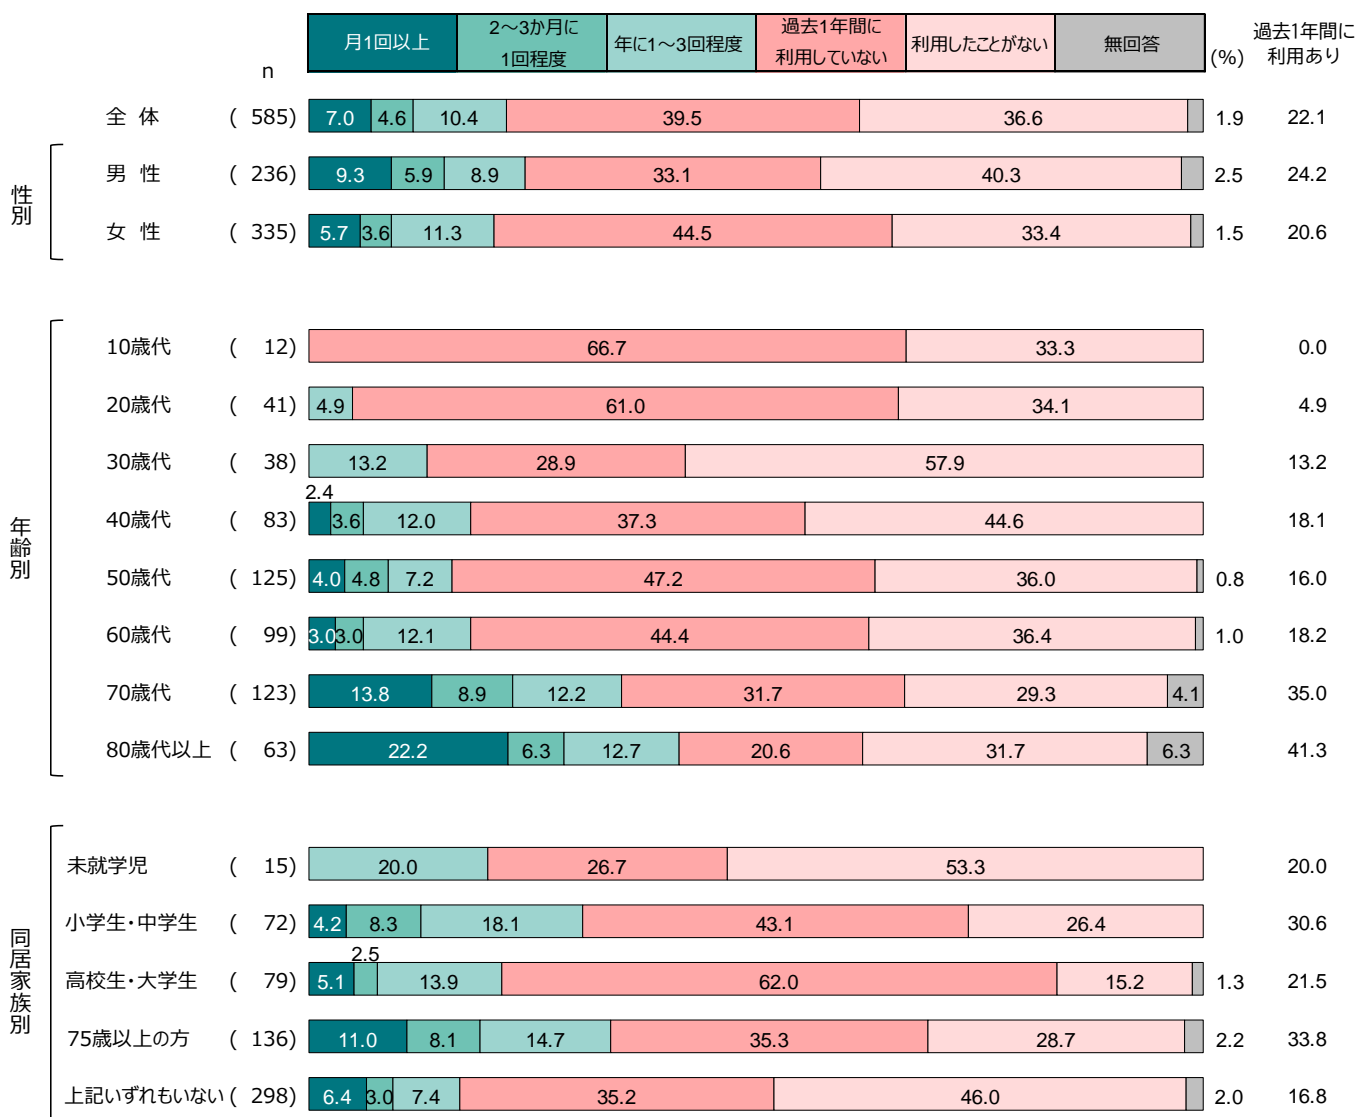 月1回以上 2～3か月に1回程度 年に1～3回程度 過去1年間に利用していない 利用したことがない 無回答 (%) 過去1年間に利用あり
n
全 体 ( 585) 7.0 4.6 10.4 39.5 36.6 1.9 22.1
性別
男 性 ( 236) 9.3 5.9 8.9 33.1 40.3 2.5 24.2
女 性 ( 335) 5.7 3.6 11.3 44.5 33.4 1.5 20.6
年齢別
10歳代 ( 12) 66.7 33.3 0.0
20歳代 ( 41) 4.9 61.0 34.1 4.9
30歳代 ( 38) 13.2 28.9 57.9 13.2
40歳代 ( 83) 2.4 3.6 12.0 37.3 44.6 18.1
50歳代 ( 125) 4.0 4.8 7.2 47.2 36.0 0.8 16.0
60歳代 ( 99) 3.0 3.0 12.1 44.4 36.4 1.0 18.2
70歳代 ( 123) 13.8 8.9 12.2 31.7 29.3 4.1 35.0
80歳代以上 ( 63) 22.2 6.3 12.7 20.6 31.7 6.3 41.3
同居家族別
未就学児 ( 15) 20.0 26.7 53.3 20.0
小学生・中学生 ( 72) 4.2 8.3 18.1 43.1 26.4 30.6
高校生・大学生 ( 79) 5.1 2.5 13.9 62.0 15.2 1.3 21.5
75歳以上の方 ( 136) 11.0 8.1 14.7 35.3 28.7 2.2 33.8
上記いずれもいない ( 298) 6.4 3.0 7.4 35.2 46.0 2.0 16.8